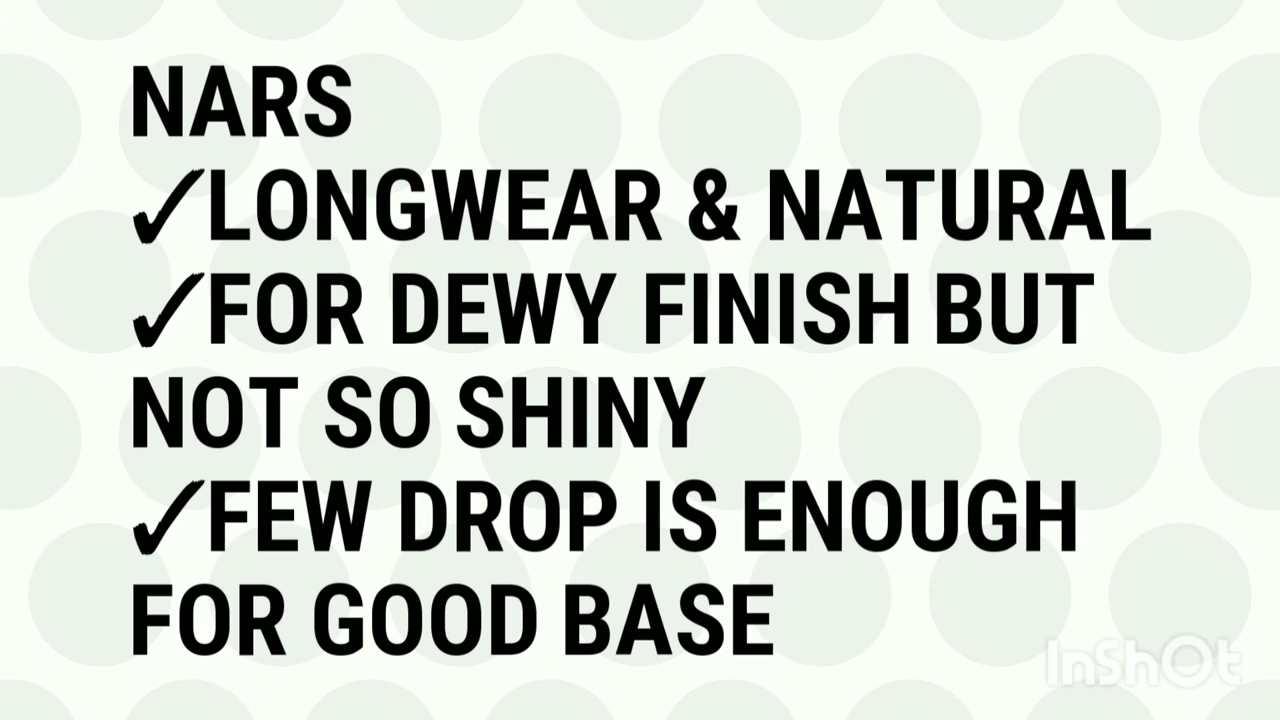 NARS
✓LONGWEAR & NATURAL
✓FOR DEWY FINISH BUT
NOT SO SHINY
✓FEW DROP IS ENOUGH
FOR GOOD BASE
InShOt